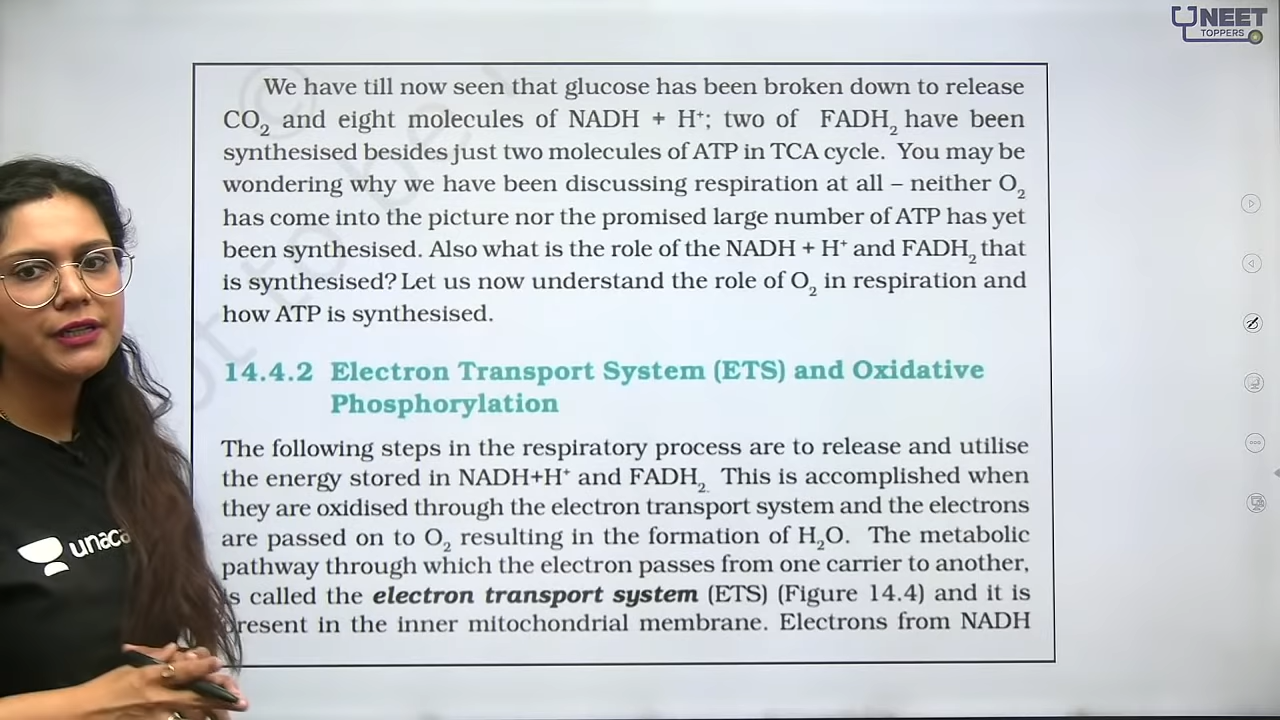 UNEET
TOPPERS
We have till now seen that glucose has been broken down to release
CO₂ and eight molecules of NADH + H⁺; two of FADH₂ have been
synthesised besides just two molecules of ATP in TCA cycle. You may be
wondering why we have been discussing respiration at all – neither O₂
has come into the picture nor the promised large number of ATP has yet
been synthesised. Also what is the role of the NADH + H⁺ and FADH₂ that
is synthesised? Let us now understand the role of O₂ in respiration and
how ATP is synthesised.
14.4.2 Electron Transport System (ETS) and Oxidative
Phosphorylation
The following steps in the respiratory process are to release and utilise
the energy stored in NADH+H⁺ and FADH₂. This is accomplished when
they are oxidised through the electron transport system and the electrons
are passed on to O₂ resulting in the formation of H₂O. The metabolic
pathway through which the electron passes from one carrier to another,
is called the electron transport system (ETS) (Figure 14.4) and it is
present in the inner mitochondrial membrane. Electrons from NADH